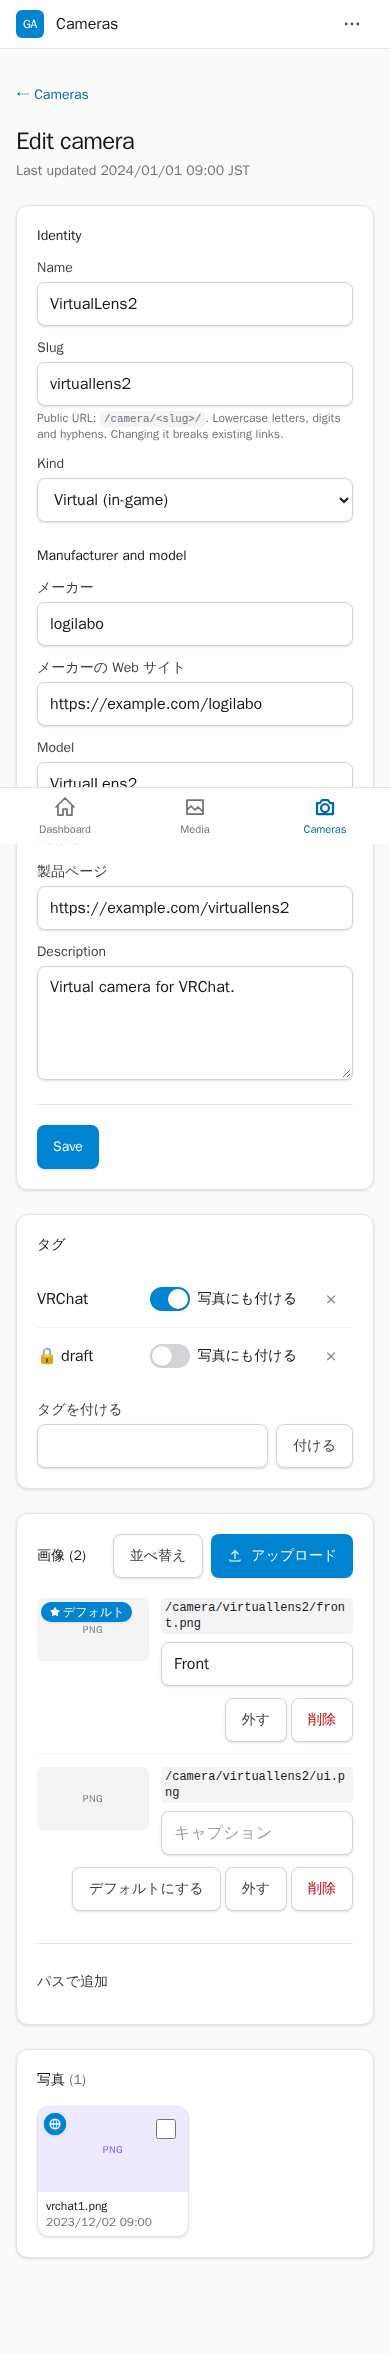 GA Cameras
← Cameras
Edit camera
Last updated 2024/01/01 09:00 JST
Identity
Name
VirtualLens2
Slug
virtuallens2
Public URL: /camera/<slug>/. Lowercase letters, digits
and hyphens. Changing it breaks existing links.
Kind
Virtual (in-game)
Manufacturer and model
メーカー
logilabo
メーカーの Web サイト
https://example.com/logilabo
Model
VirtualLens2
Dashboard Media Cameras
製品ページ
https://example.com/virtuallens2
Description
Virtual camera for VRChat.
Save
タグ
VRChat 写真にも付ける ×
🔒 draft 写真にも付ける ×
タグを付ける
付ける
画像 (2) 並べ替え アップロード
★ デフォルト
PNG
/camera/virtuallens2/fron
t.png
Front
外す 削除
PNG
/camera/virtuallens2/ui.p
ng
キャプション
デフォルトにする 外す 削除
パスで追加
写真 (1)
PNG
vrchat1.png
2023/12/02 09:00